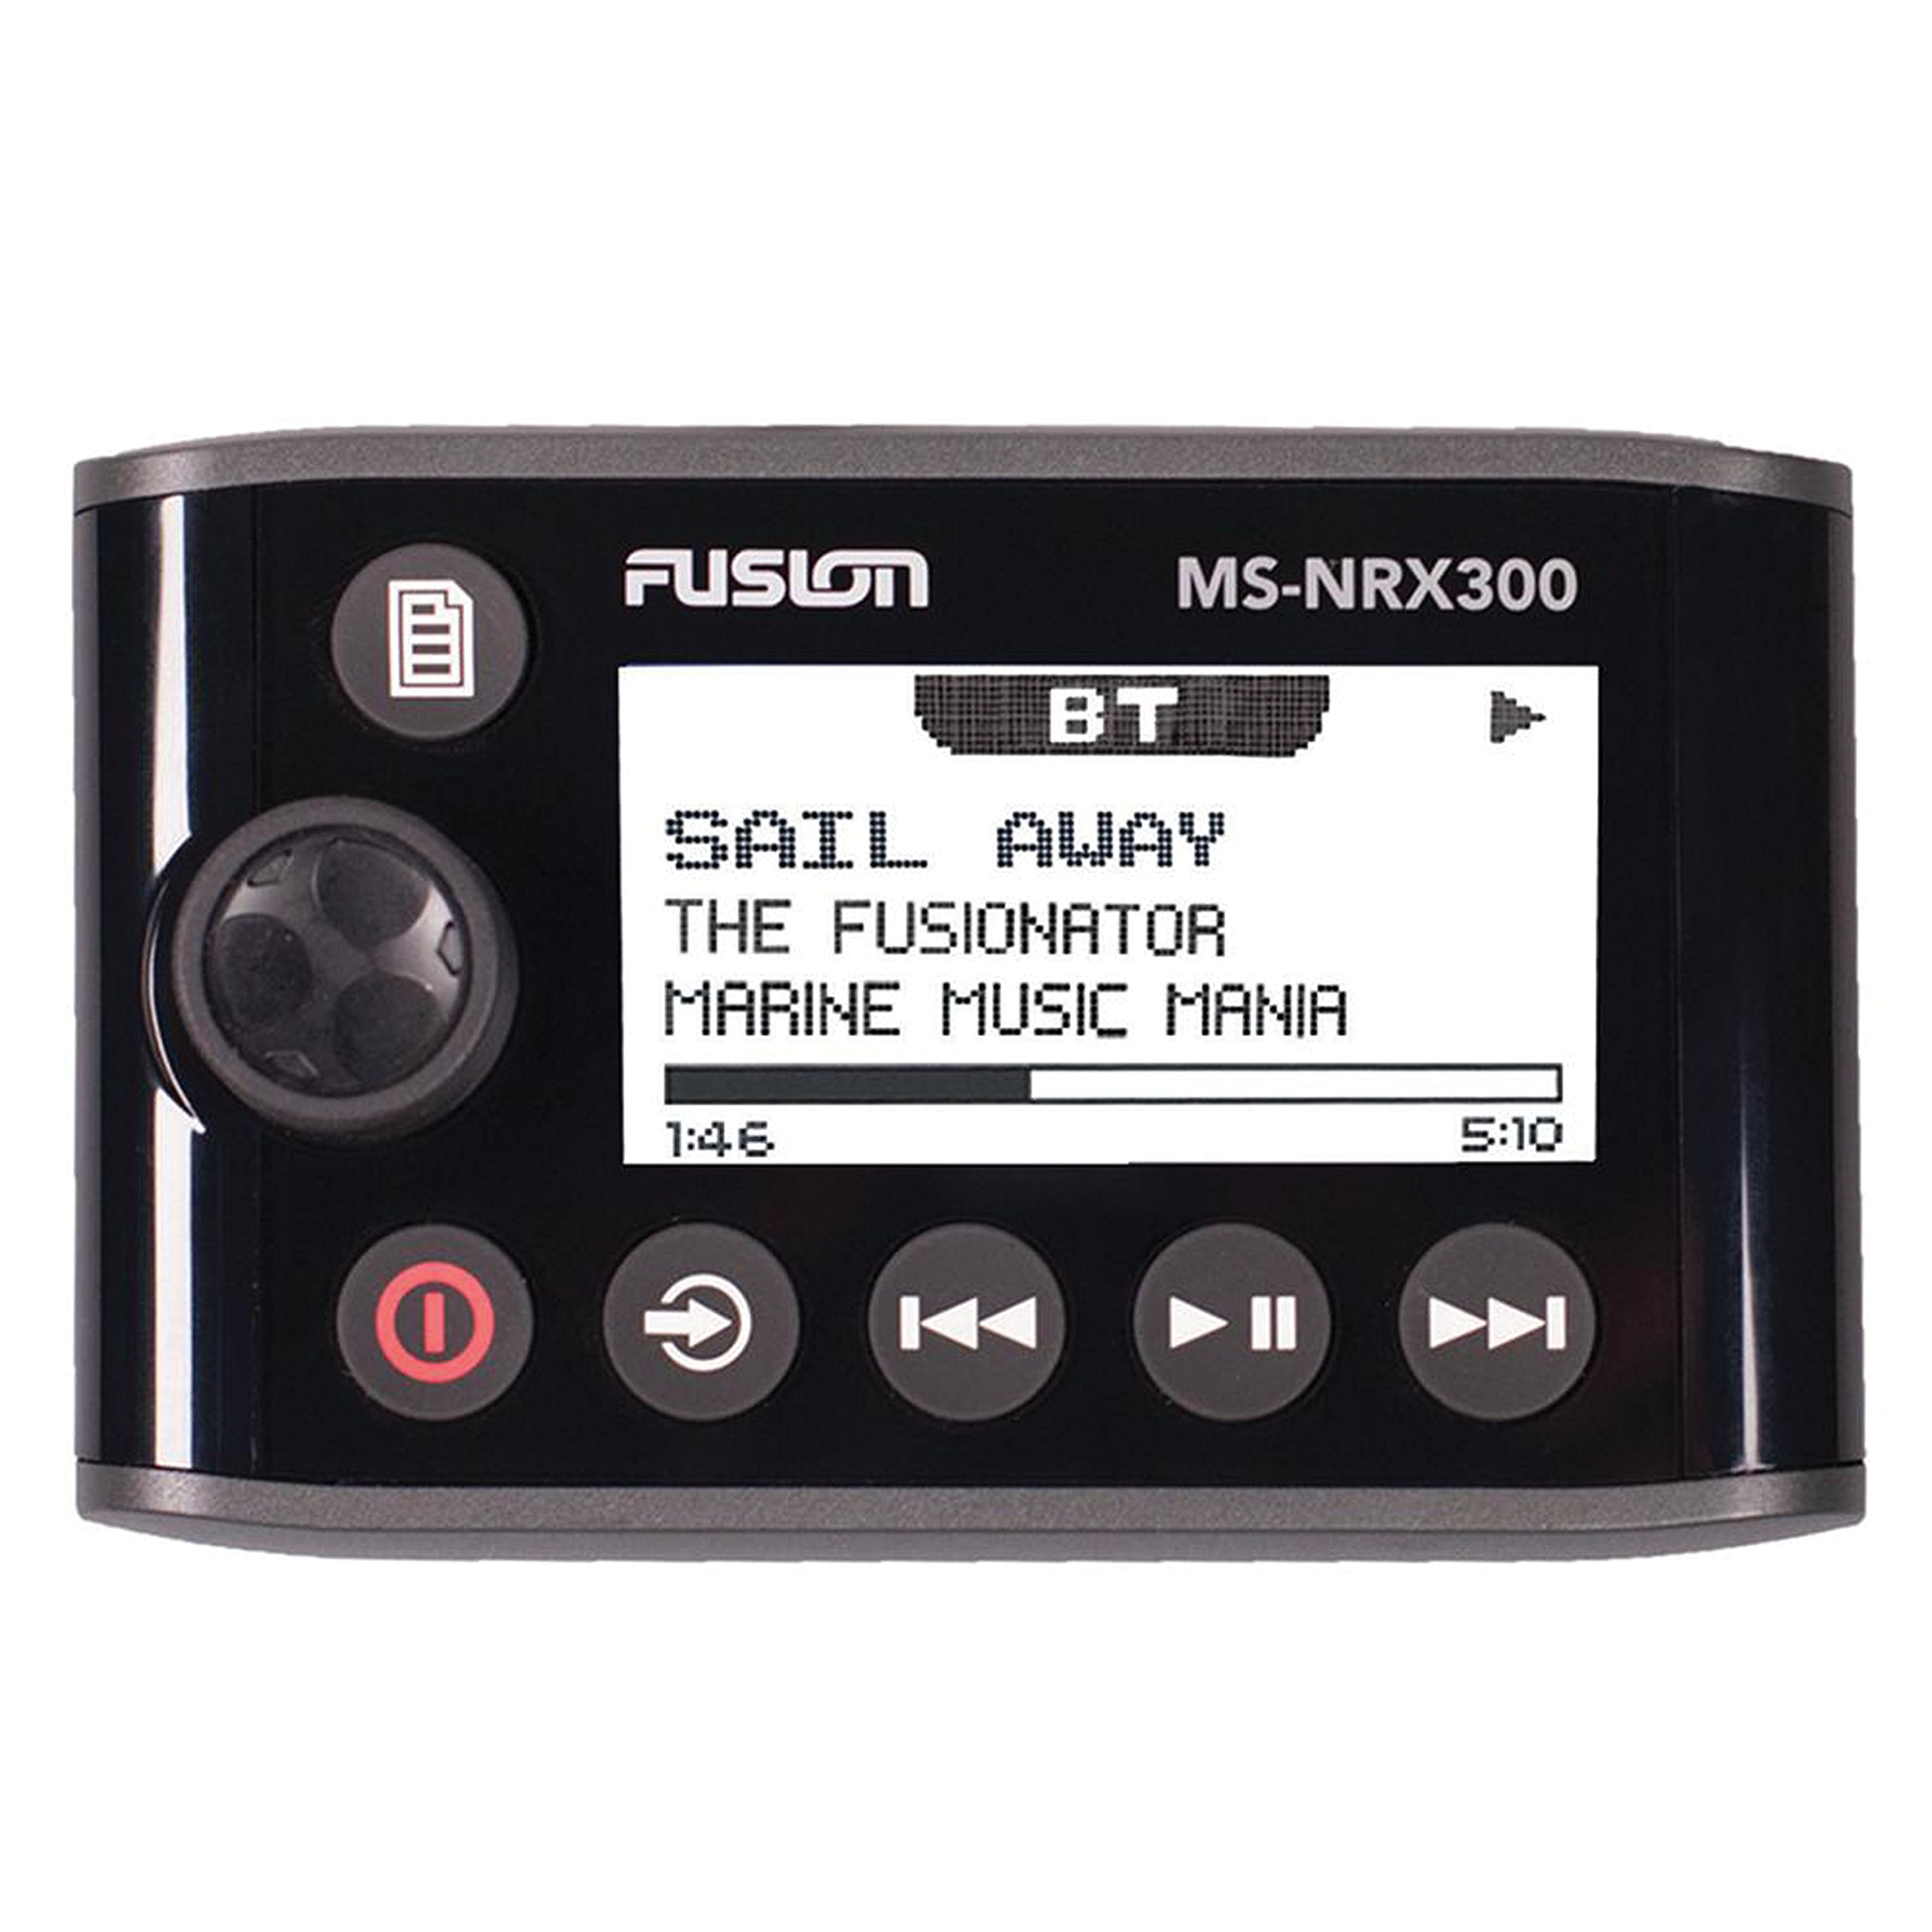 FUSION MS-NRX300
BT
SAIL AWAY
THE FUSIONATOR
MARINE MUSIC MANIA
1:46 5:10